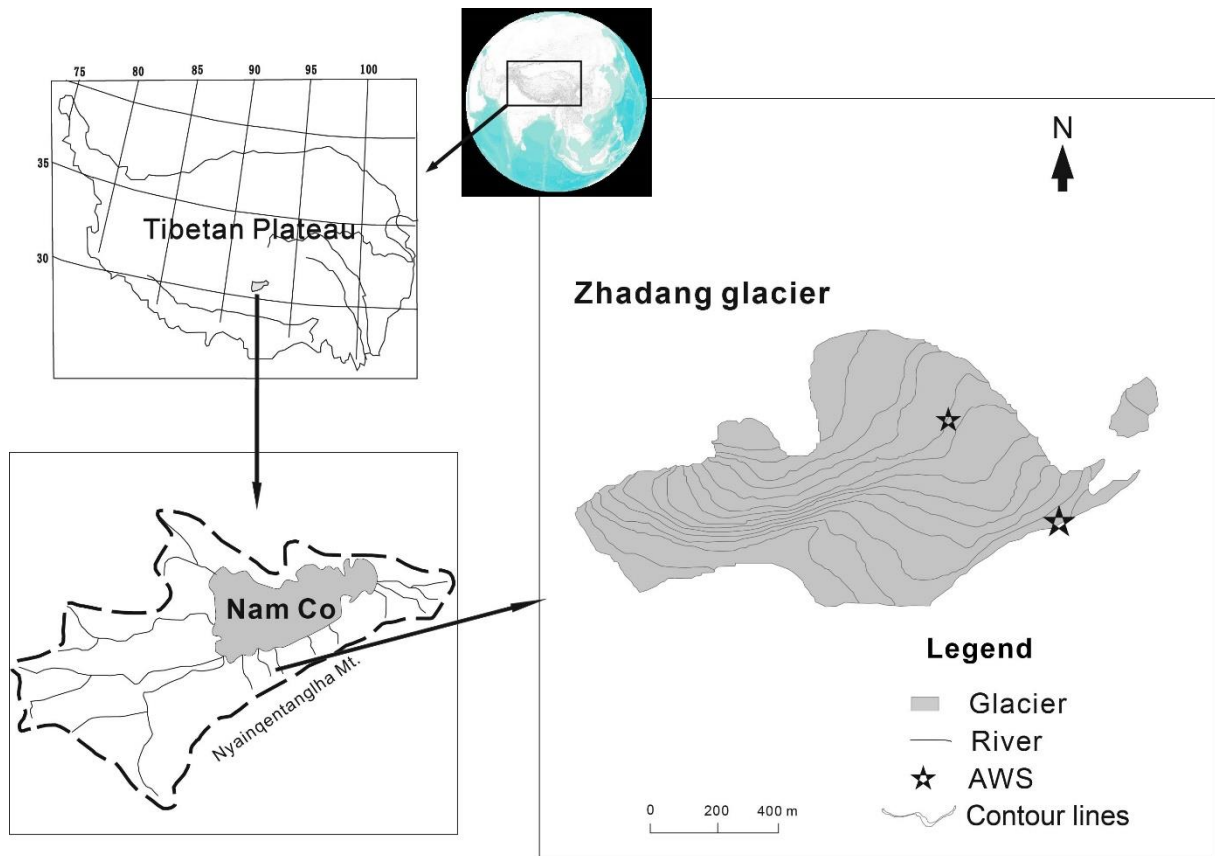 75 80 85 90 95 100
35
Tibetan Plateau
30
N
Zhadang glacier
Nam Co
Nyainqentanglha Mt.
Legend
Glacier
River
AWS
Contour lines
0 200 400 m